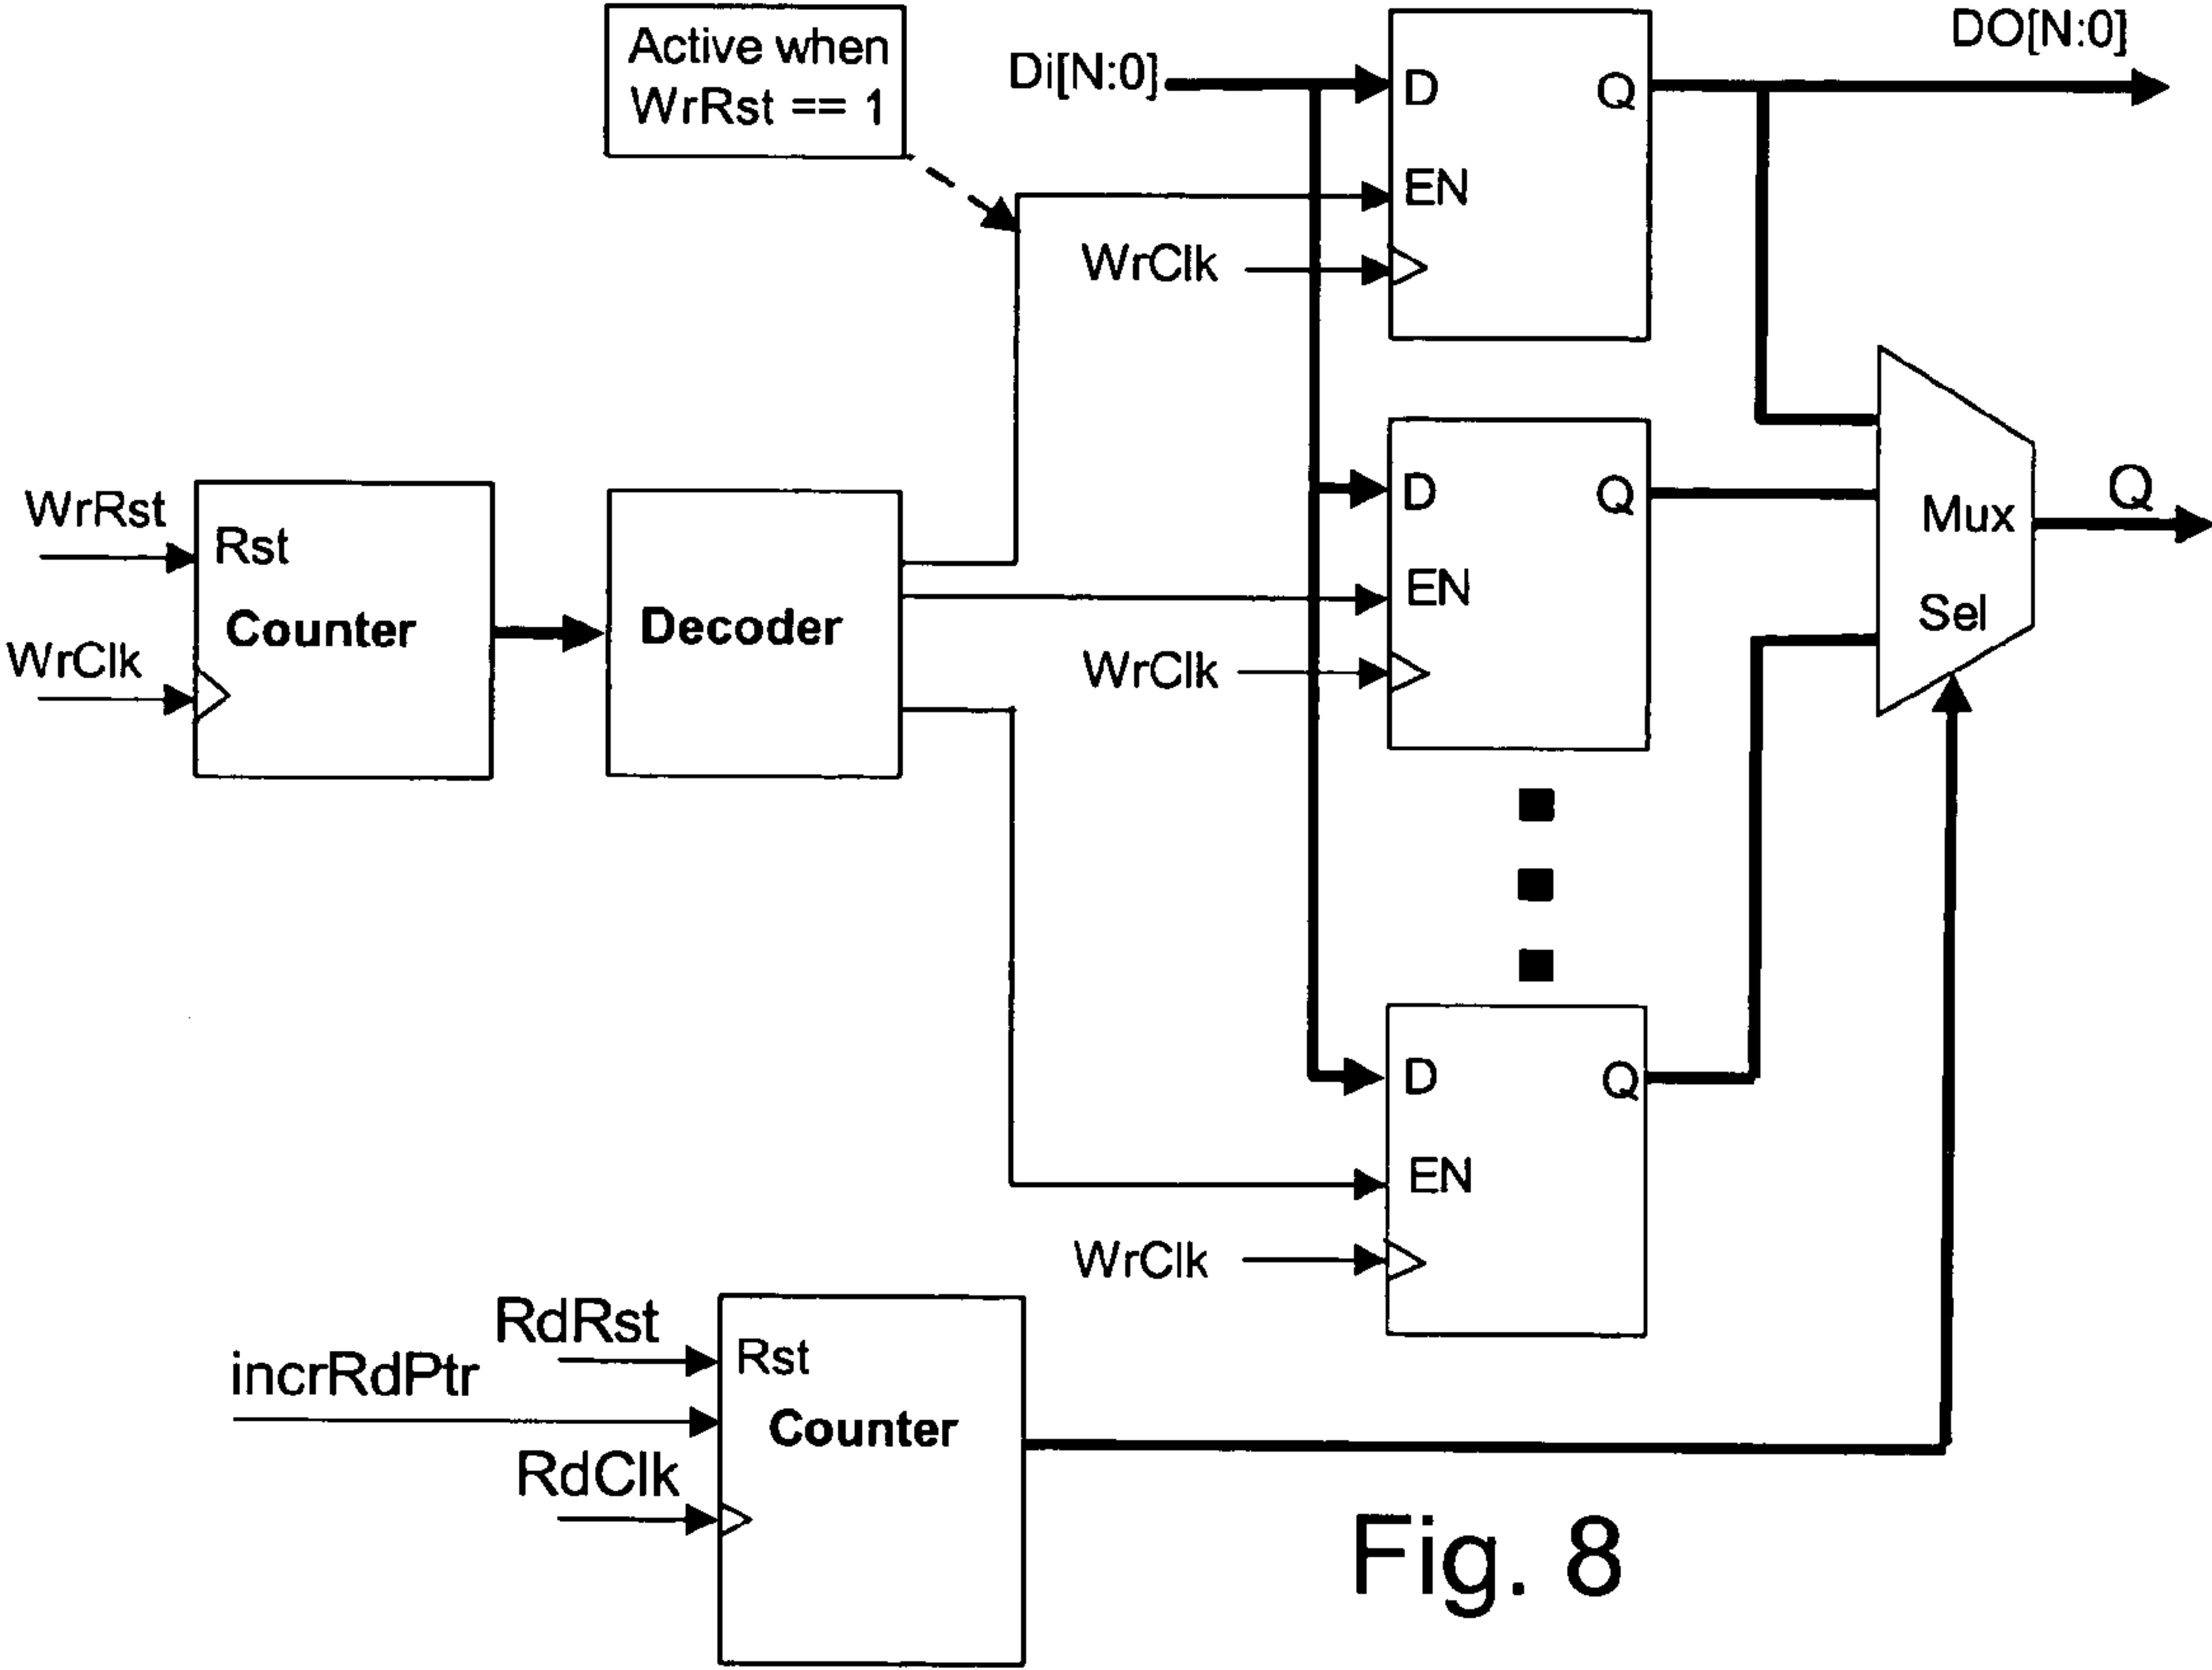 Active when
WrRst == 1
Di[N:0]
D
Q
EN
WrClk
DO[N:0]
WrRst
Rst
Counter
WrClk
Decoder
D
Q
EN
WrClk
Mux
Sel
Q
D
Q
EN
WrClk
RdRst
incrRdPtr
RdClk
Rst
Counter
Fig. 8